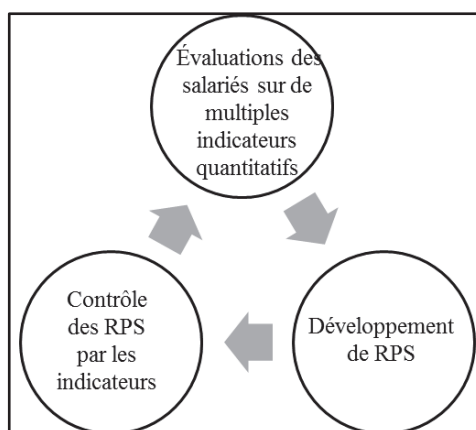 Évaluations des
salariés sur de
multiples
indicateurs
quantitatifs
Développement
de RPS
Contrôle
des RPS
par les
indicateurs